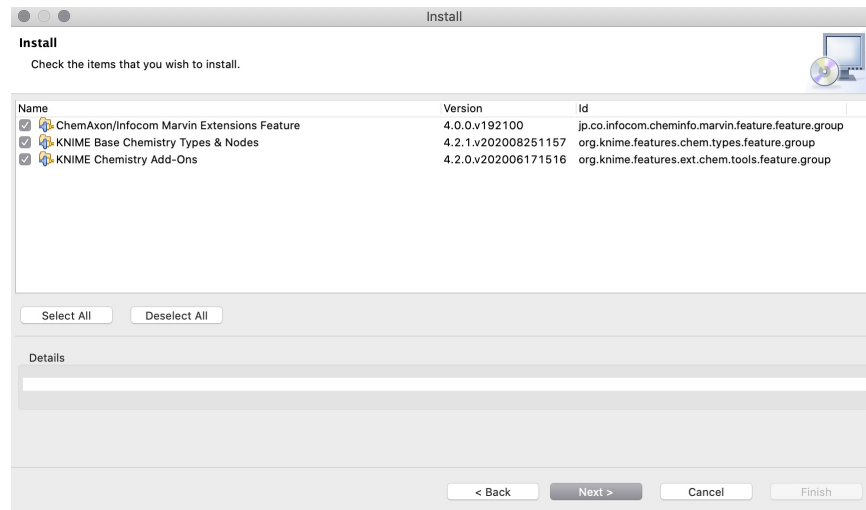 Install
Install
Check the items that you wish to install.
Name Version Id
ChemAxon/Infocom Marvin Extensions Feature 4.0.0.v192100 jp.co.infocom.cheminfo.marvin.feature.feature.group
KNIME Base Chemistry Types & Nodes 4.2.1.v202008251157 org.knime.features.chem.types.feature.group
KNIME Chemistry Add-Ons 4.2.0.v202006171516 org.knime.features.ext.chem.tools.feature.group
Select All Deselect All
Details
< Back Next > Cancel Finish